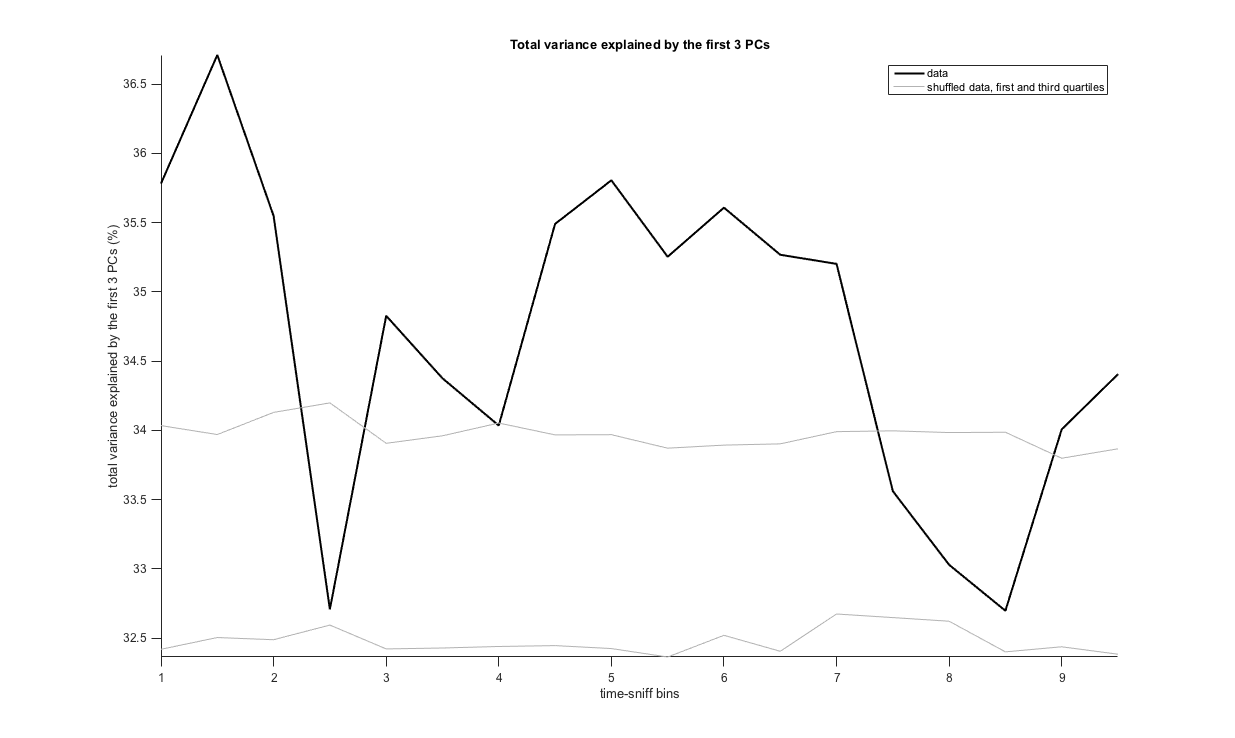 Total variance explained by the first 3 PCs
data
shuffled data, first and third quartiles
total variance explained by the first 3 PCs (%)
36.5
36
35.5
35
34.5
34
33.5
33
32.5
1 2 3 4 5 6 7 8 9
time-sniff bins